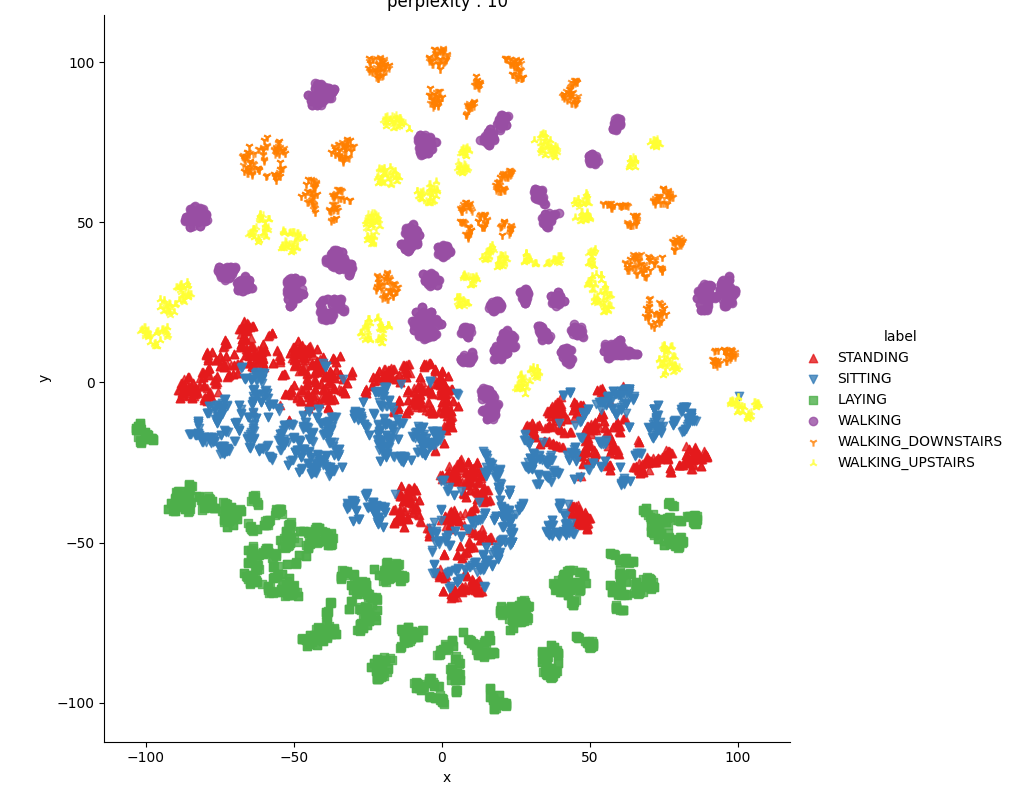 perplexity : 10
100
50
0
−50
−100
y
−100
−50
0
50
100
x
label
STANDING
SITTING
LAYING
WALKING
WALKING_DOWNSTAIRS
WALKING_UPSTAIRS